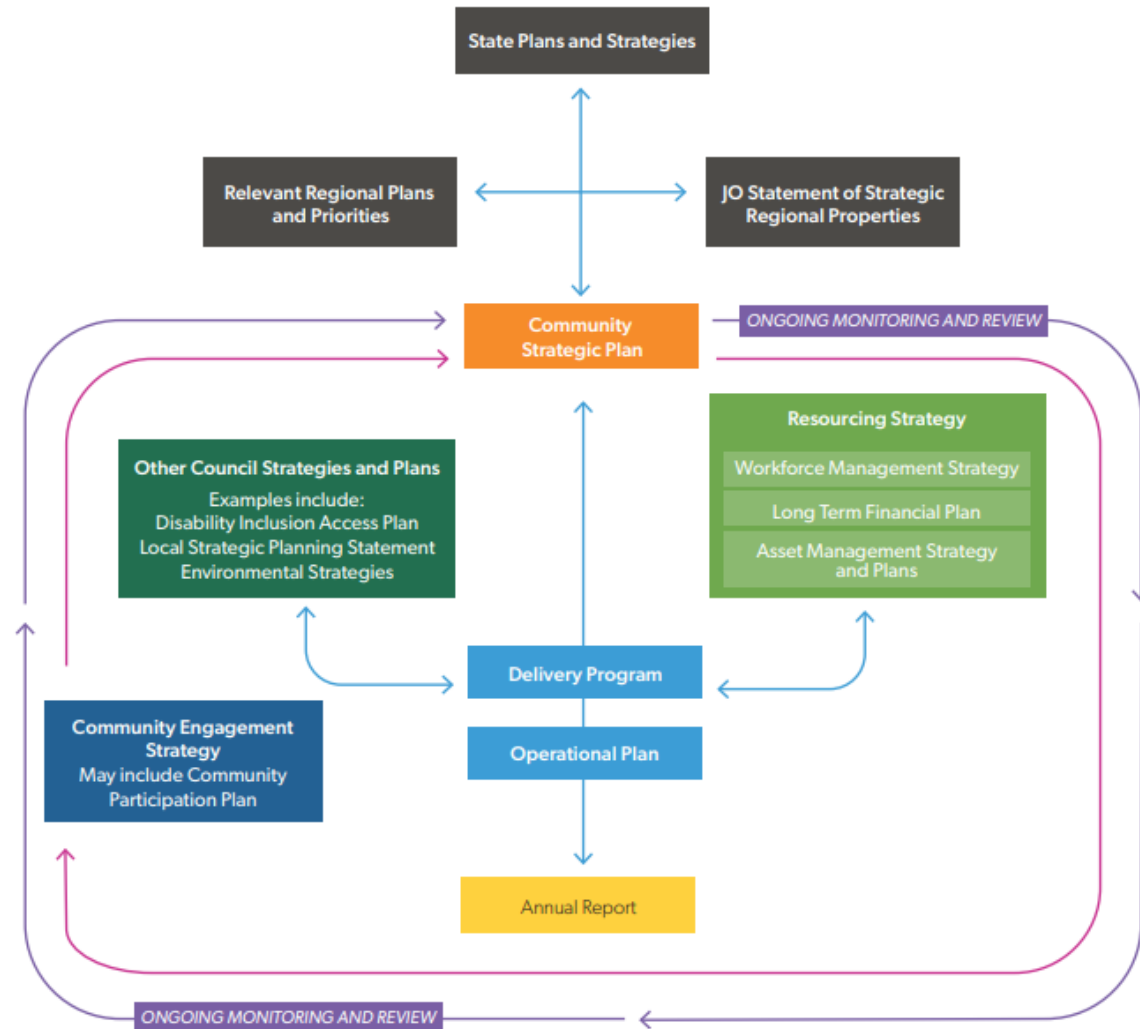 State Plans and Strategies
Relevant Regional Plans
and Priorities
JO Statement of Strategic
Regional Properties
Community
Strategic Plan
ONGOING MONITORING AND REVIEW
Resourcing Strategy
Workforce Management Strategy
Long Term Financial Plan
Asset Management Strategy
and Plans
Other Council Strategies and Plans
Examples include:
Disability Inclusion Access Plan
Local Strategic Planning Statement
Environmental Strategies
Delivery Program
Community Engagement
Strategy
May include Community
Participation Plan
Operational Plan
Annual Report
ONGOING MONITORING AND REVIEW